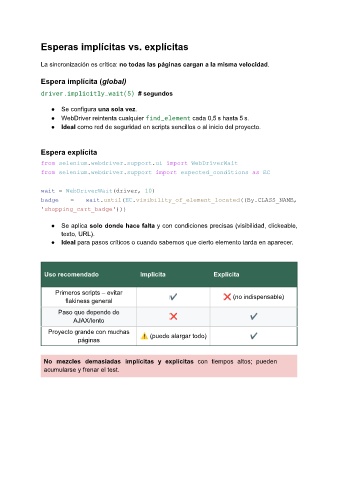 Esperas implícitas vs. explícitas
La sincronización es crítica: no todas las páginas cargan a la misma velocidad.
Espera implícita (global)
driver.implicitly_wait(5) # segundos
● Se configura una sola vez.
● WebDriver reintenta cualquier find_element cada 0,5 s hasta 5 s.
● Ideal como red de seguridad en scripts sencillos o al inicio del proyecto.
Espera explícita
from selenium.webdriver.support.ui import WebDriverWait
from selenium.webdriver.support import expected_conditions as EC
wait = WebDriverWait(driver, 10)
badge = wait.until(EC.visibility_of_element_located((By.CLASS_NAME,
'shopping_cart_badge')))
● Se aplica solo donde hace falta y con condiciones precisas (visibilidad, clickeable,
texto, URL).
● Ideal para pasos críticos o cuando sabemos que cierto elemento tarda en aparecer.
Uso recomendado Implícita Explícita
Primeros scripts – evitar
flakiness general ✔ ❌ (no indispensable)
Paso que depende de
AJAX/lento ❌ ✔
Proyecto grande con muchas
páginas ⚠ (puede alargar todo) ✔
No mezcles demasiadas implícitas y explícitas con tiempos altos; pueden
acumularse y frenar el test.